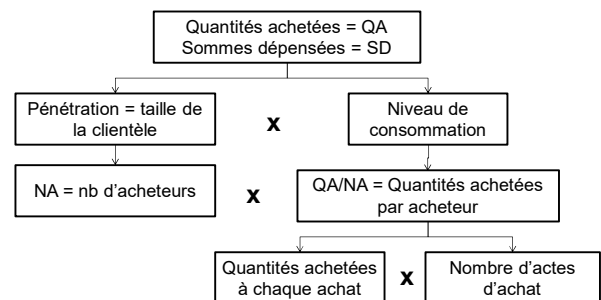 Quantités achetées = QA
Sommes dépensées = SD
Pénétration = taille de
la clientèle
x
Niveau de
consommation
NA = nb d'acheteurs
x
QA/NA = Quantités achetées
par acheteur
Quantités achetées
à chaque achat
x
Nombre d'actes
d'achat